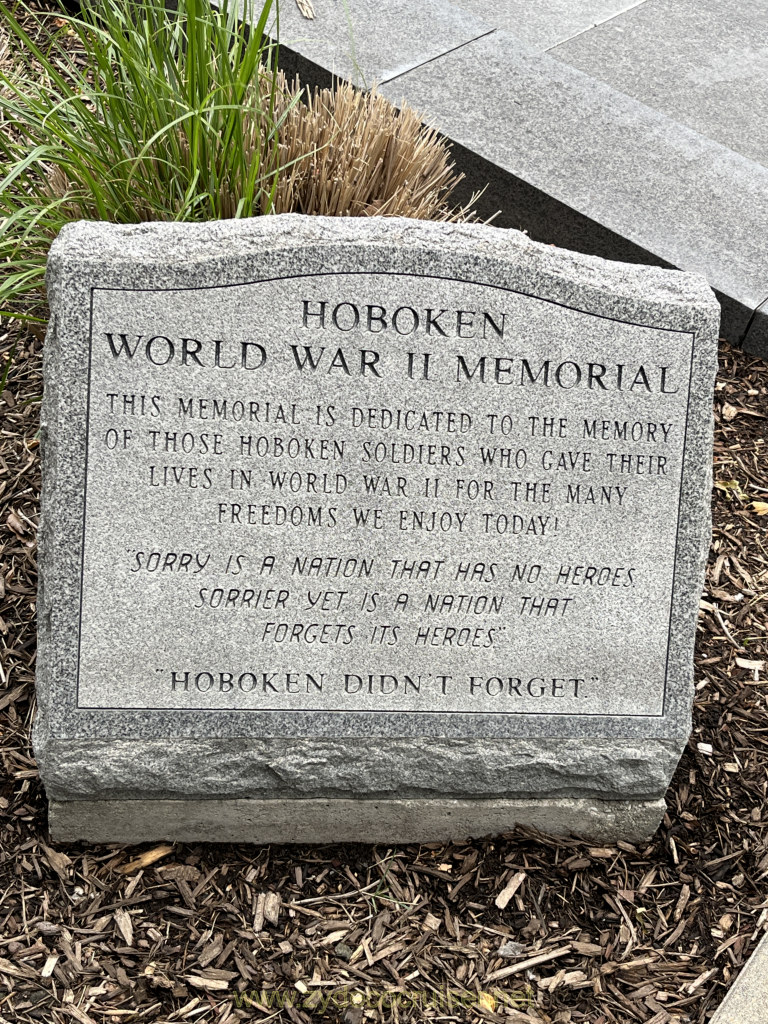 HOBOKEN
WORLD WAR II MEMORIAL
THIS MEMORIAL IS DEDICATED TO THE MEMORY
OF THOSE HOBOKEN SOLDIERS WHO GAVE THEIR
LIVES IN WORLD WAR II FOR THE MANY
FREEDOMS WE ENJOY TODAY!
"SORRY IS A NATION THAT HAS NO HEROES
SORRIER YET IS A NATION THAT
FORGETS ITS HEROES"
"HOBOKEN DIDN'T FORGET."